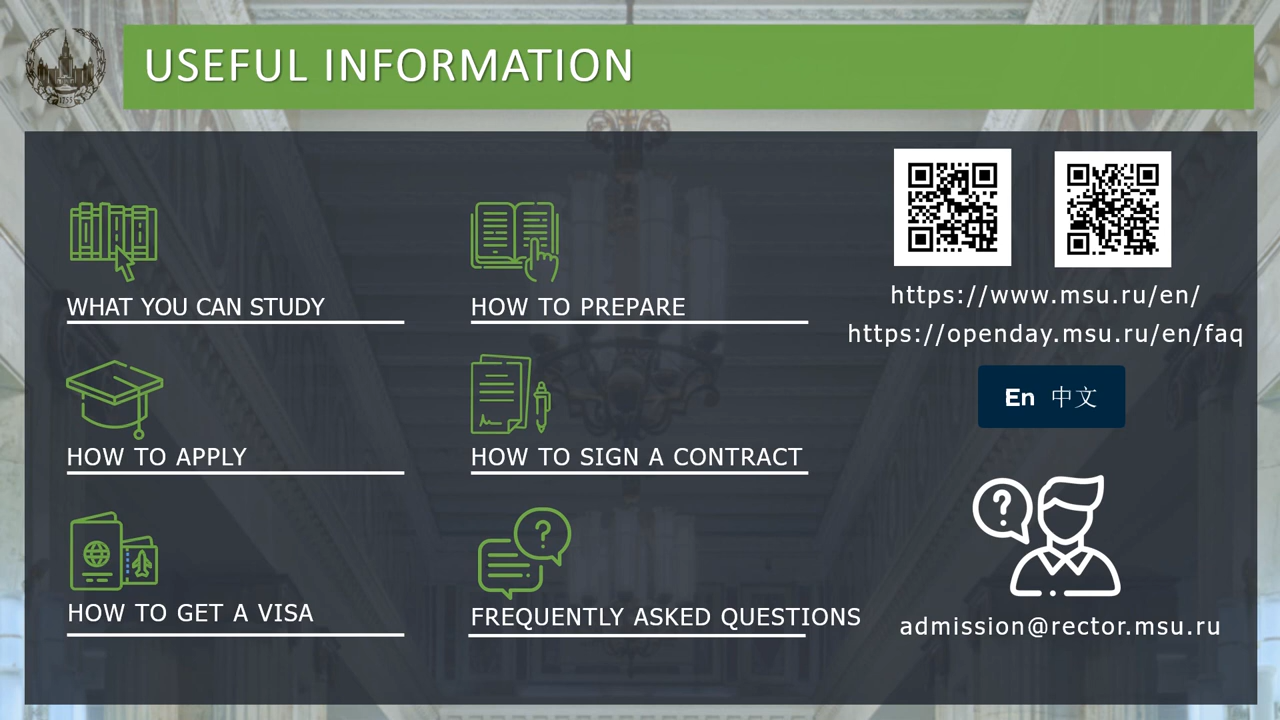 USEFUL INFORMATION
1755
WHAT YOU CAN STUDY
HOW TO PREPARE
HOW TO APPLY
HOW TO SIGN A CONTRACT
HOW TO GET A VISA
FREQUENTLY ASKED QUESTIONS
https://www.msu.ru/en/
https://openday.msu.ru/en/faq
En 中文
admission@rector.msu.ru